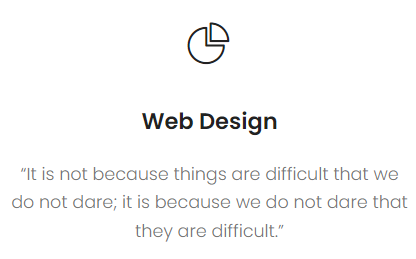 Web Design
“It is not because things are difficult that we
do not dare; it is because we do not dare that
they are difficult.”